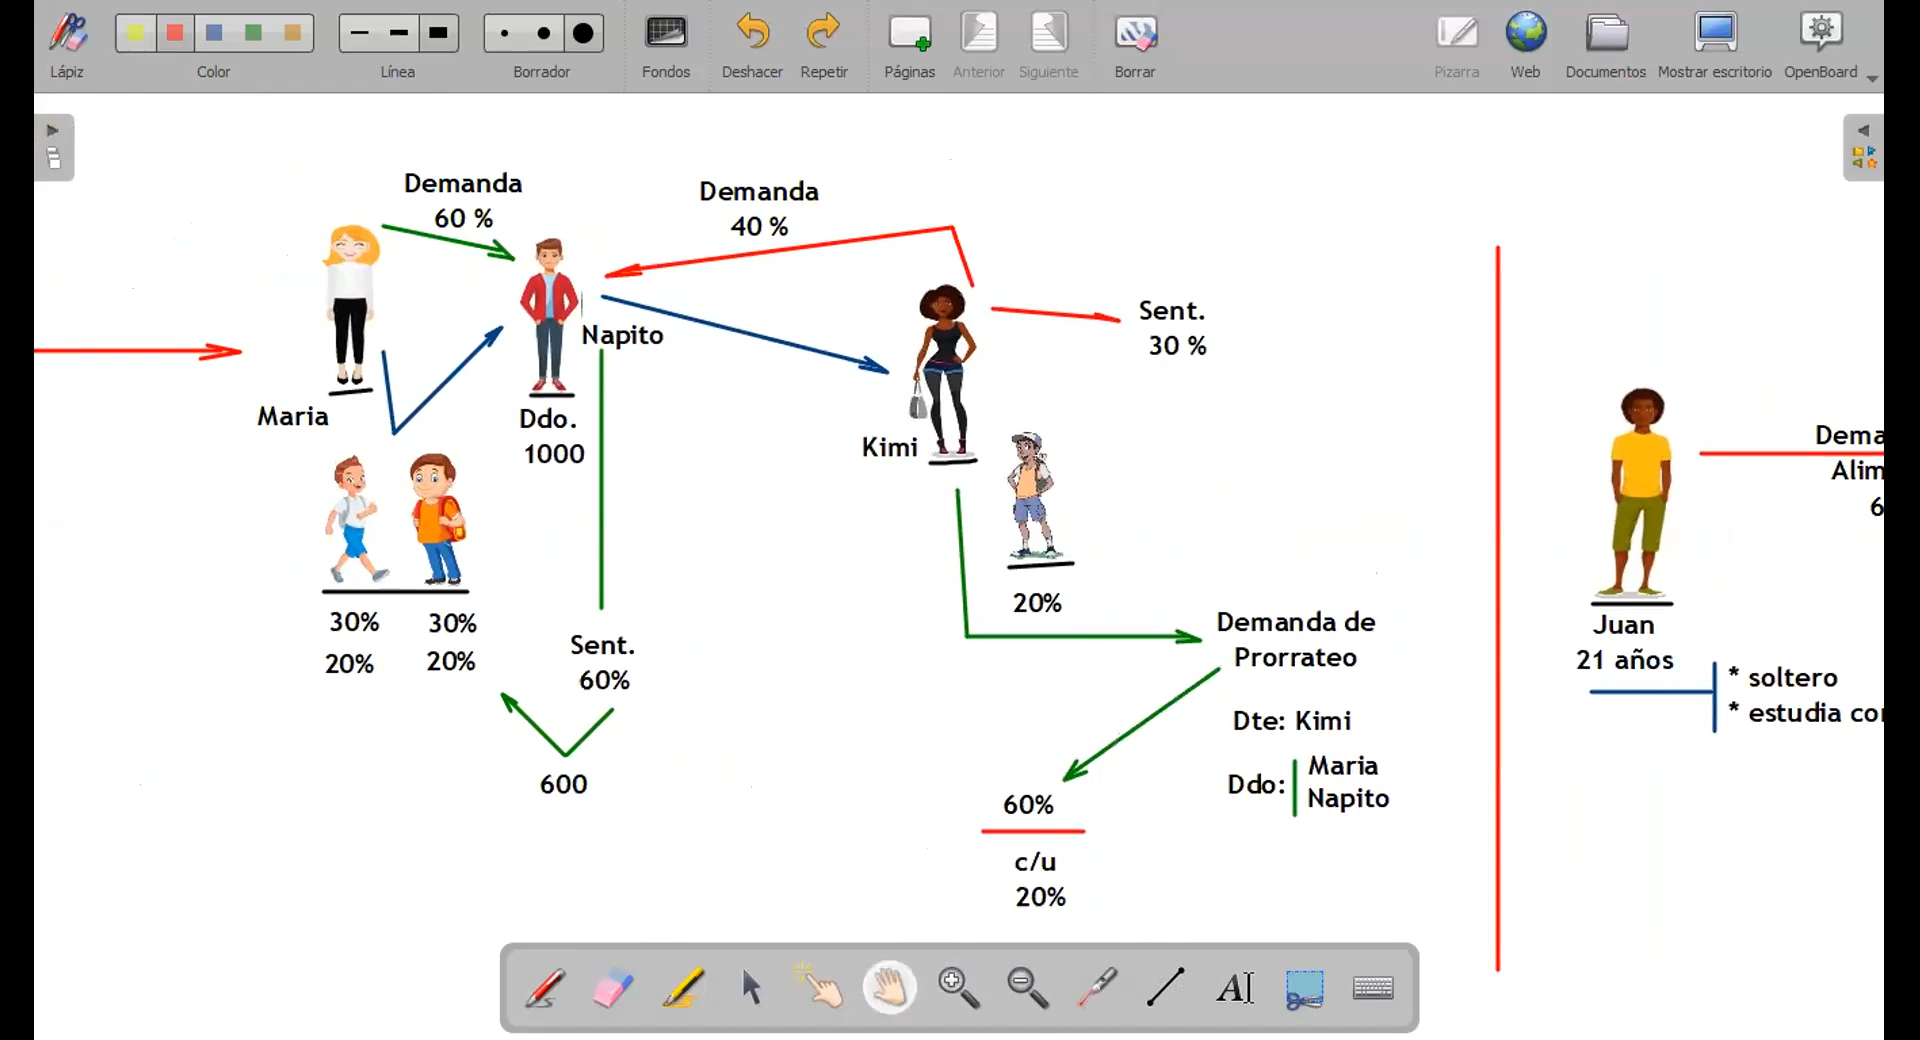 Lápiz
Color
Línea
Borrador
Fondos
Deshacer
Repetir
Páginas
Anterior
Siguiente
Borrar
Pizarra
Web
Documentos
Mostrar escritorio
OpenBoard
Demanda
60 %
Demanda
40 %
Sent.
30 %
Napito
Maria
Ddo.
1000
Kimi
30%
30%
20%
20%
Sent.
60%
600
20%
Demanda de
Prorrateo
Dte: Kimi
Ddo:
Maria
Napito
60%
c/u
20%
Dema
Alim
6
Juan
21 años
* soltero
* estudia co
AI